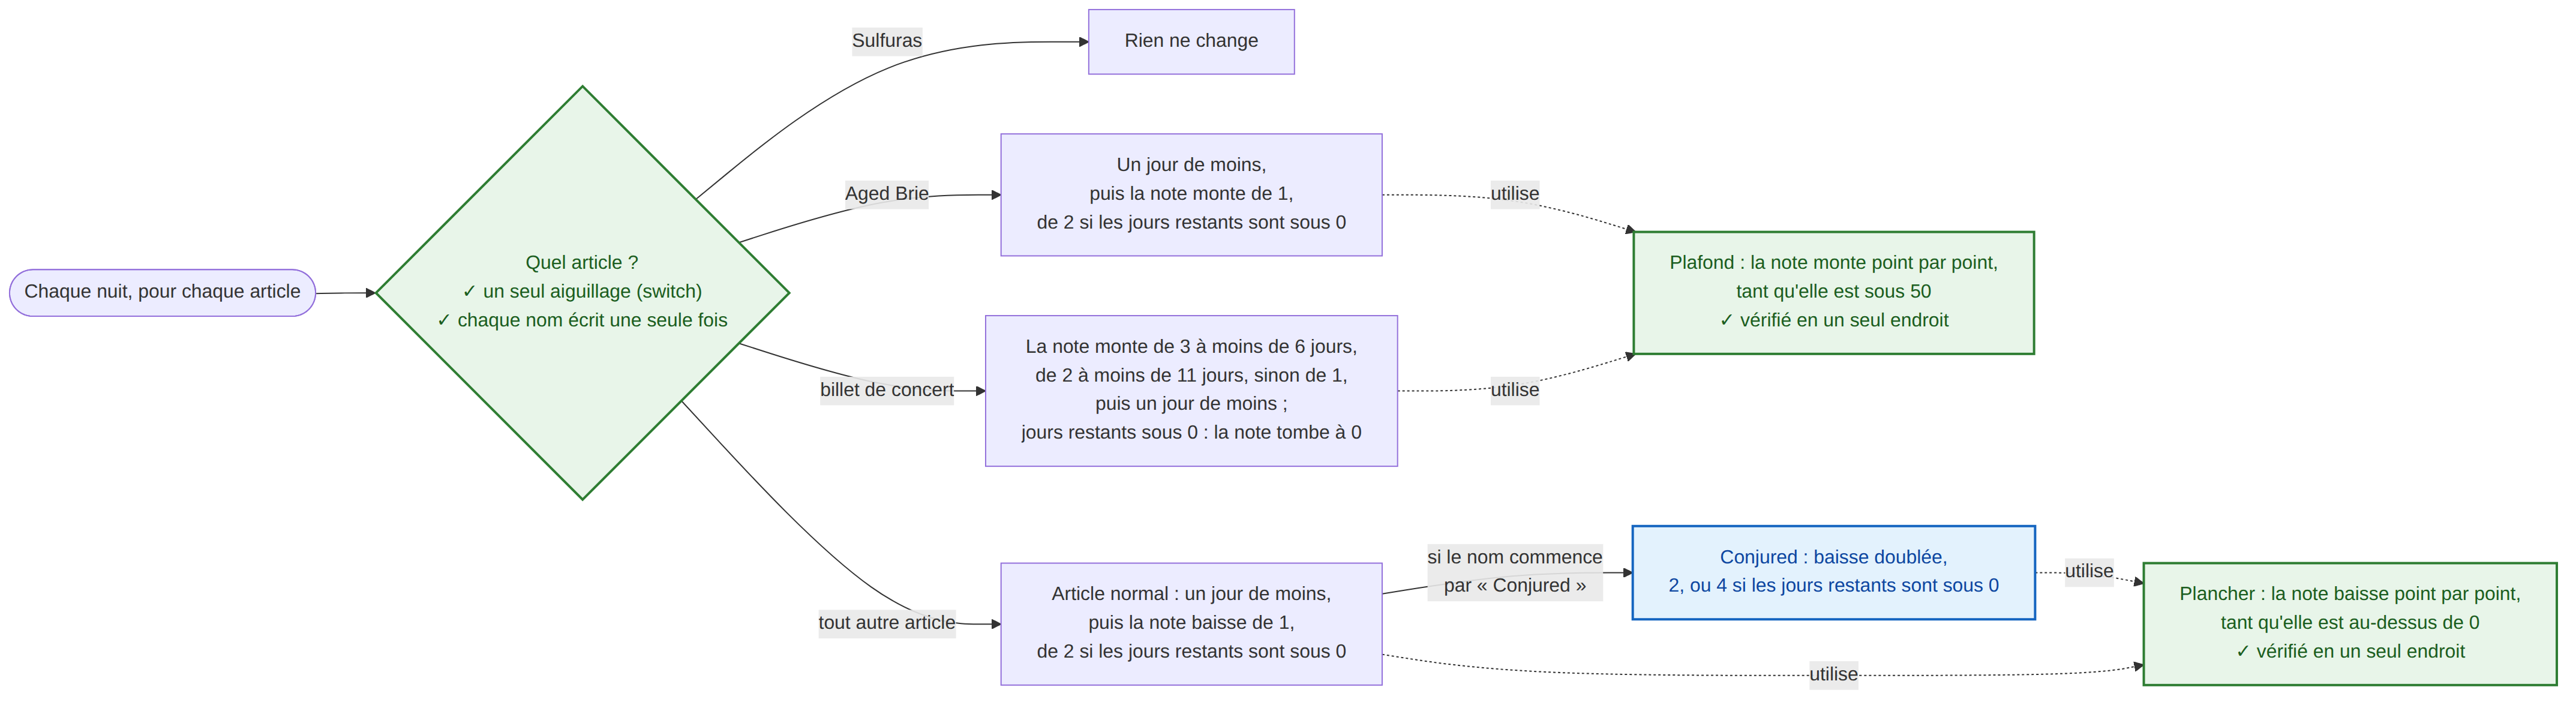 Chaque nuit, pour chaque article
Quel article ?
✓ un seul aiguillage (switch)
✓ chaque nom écrit une seule fois
Sulfuras
Rien ne change
Aged Brie
Un jour de moins,
puis la note monte de 1,
de 2 si les jours restants sont sous 0
utilise
billet de concert
La note monte de 3 à moins de 6 jours,
de 2 à moins de 11 jours, sinon de 1,
puis un jour de moins ;
jours restants sous 0 : la note tombe à 0
utilise
Plafond : la note monte point par point,
tant qu'elle est sous 50
✓ vérifié en un seul endroit
tout autre article
Article normal : un jour de moins,
puis la note baisse de 1,
de 2 si les jours restants sont sous 0
si le nom commence
par « Conjured »
Conjured : baisse doublée,
2, ou 4 si les jours restants sont sous 0
utilise
utilise
Plancher : la note baisse point par point,
tant qu'elle est au-dessus de 0
✓ vérifié en un seul endroit